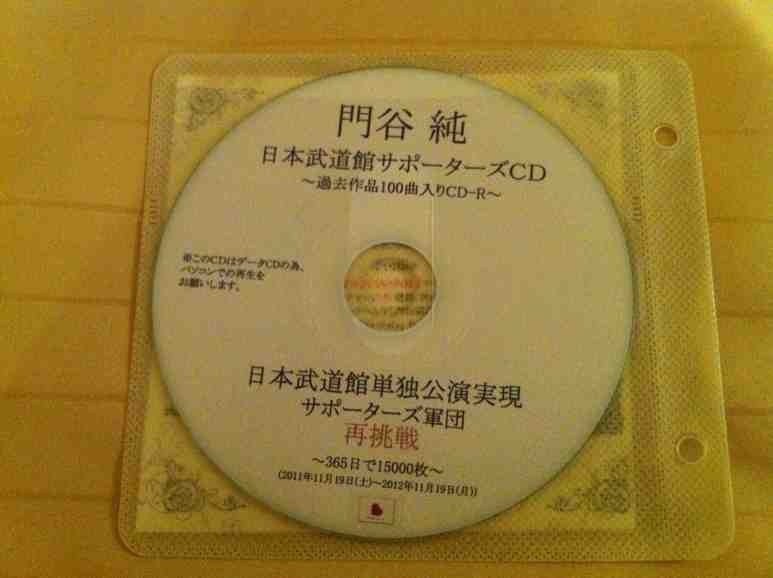 門谷 純
日本武道館サポーターズCD
～過去作品100曲入りCD-R～
※このCDはデータCDの為、
パソコンでの再生を
お願いします。
日本武道館単独公演実現
サポーターズ軍団
再挑戦
～365日で15000枚～
(2011年11月19日(土)～2012年11月19日(月))